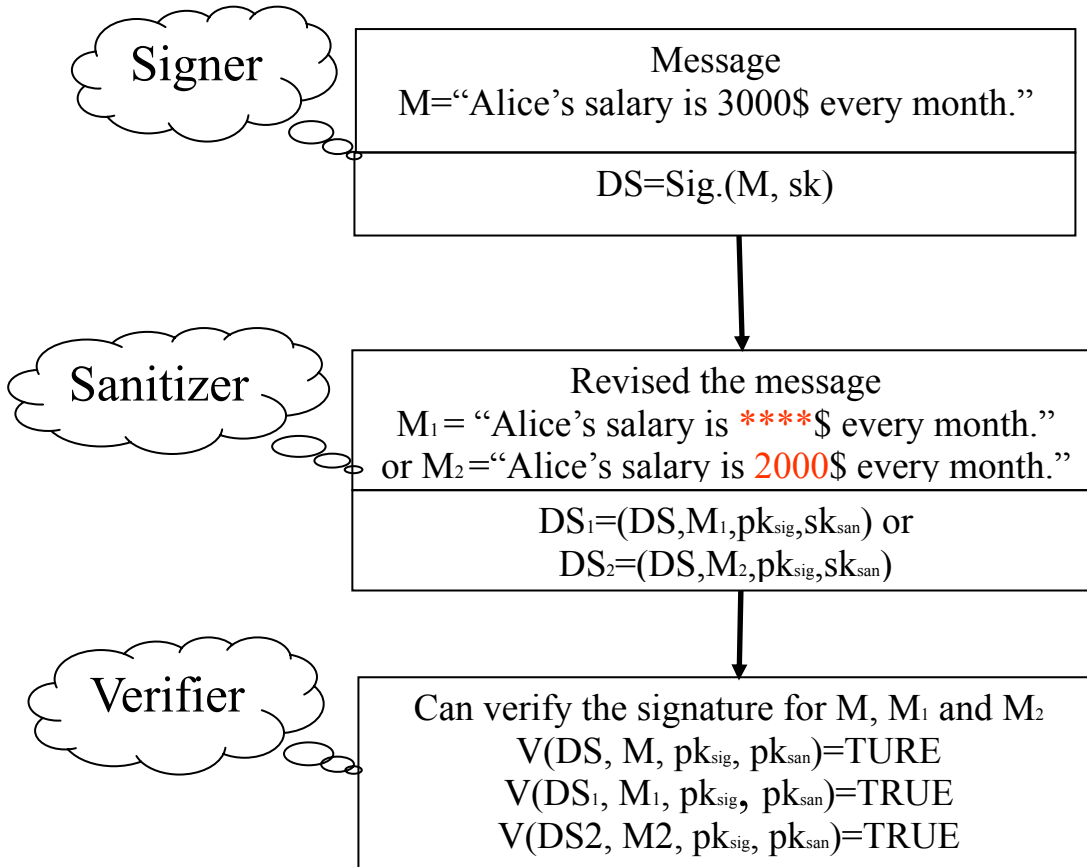 Signer
Message
M=“Alice’s salary is 3000$ every month.”
DS=Sig.(M, sk)
Sanitizer
Revised the message
M₁ = “Alice’s salary is ****$ every month.”
or M₂ =“Alice’s salary is 2000$ every month.”
DS₁=(DS,M₁,pksig,sksan) or
DS₂=(DS,M₂,pksig,sksan)
Verifier
Can verify the signature for M, M₁ and M₂
V(DS, M, pksig, pksan)=TURE
V(DS₁, M₁, pksig, pksan)=TRUE
V(DS2, M2, pksig, pksan)=TRUE